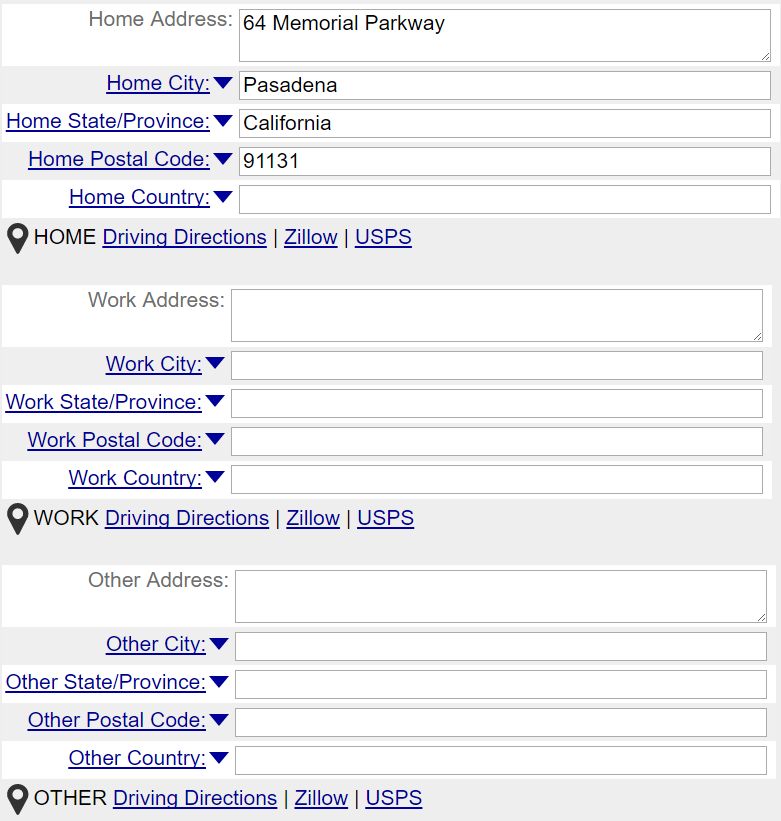 Home Address: 64 Memorial Parkway
Home City: Pasadena
Home State/Province: California
Home Postal Code: 91131
Home Country:
HOME Driving Directions | Zillow | USPS
Work Address:
Work City:
Work State/Province:
Work Postal Code:
Work Country:
WORK Driving Directions | Zillow | USPS
Other Address:
Other City:
Other State/Province:
Other Postal Code:
Other Country:
OTHER Driving Directions | Zillow | USPS